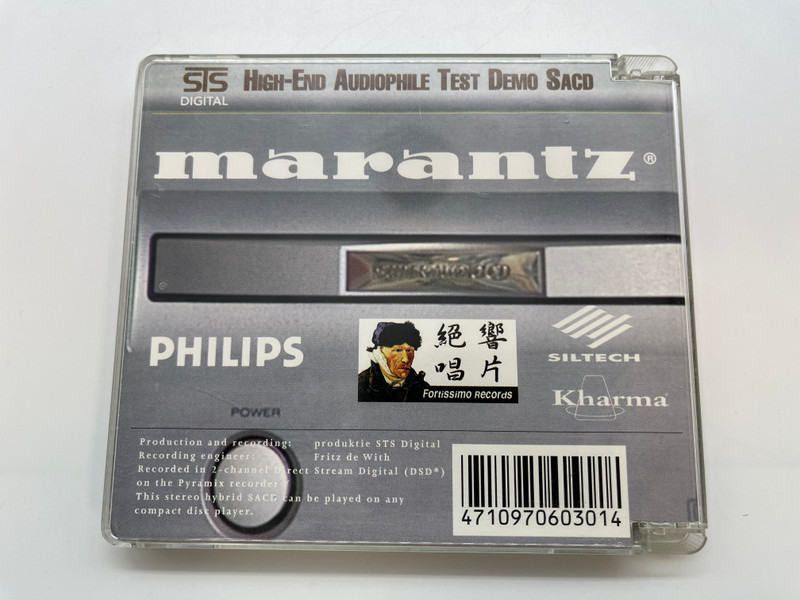 STS
DIGITAL
HIGH-END AUDIOPHILE TEST DEMO SACD
marantz®
PHILIPS
絕響
唱片
Fortissimo Records
SILTECH
Kharma
POWER
Production and recording: produktie STS Digital
Recording engineer: Fritz de With
Recorded in 2-channel Direct Stream Digital (DSD®)
on the Pyramix recorder
This stereo hybrid SACD can be played on any
compact disc player.
4710970603014